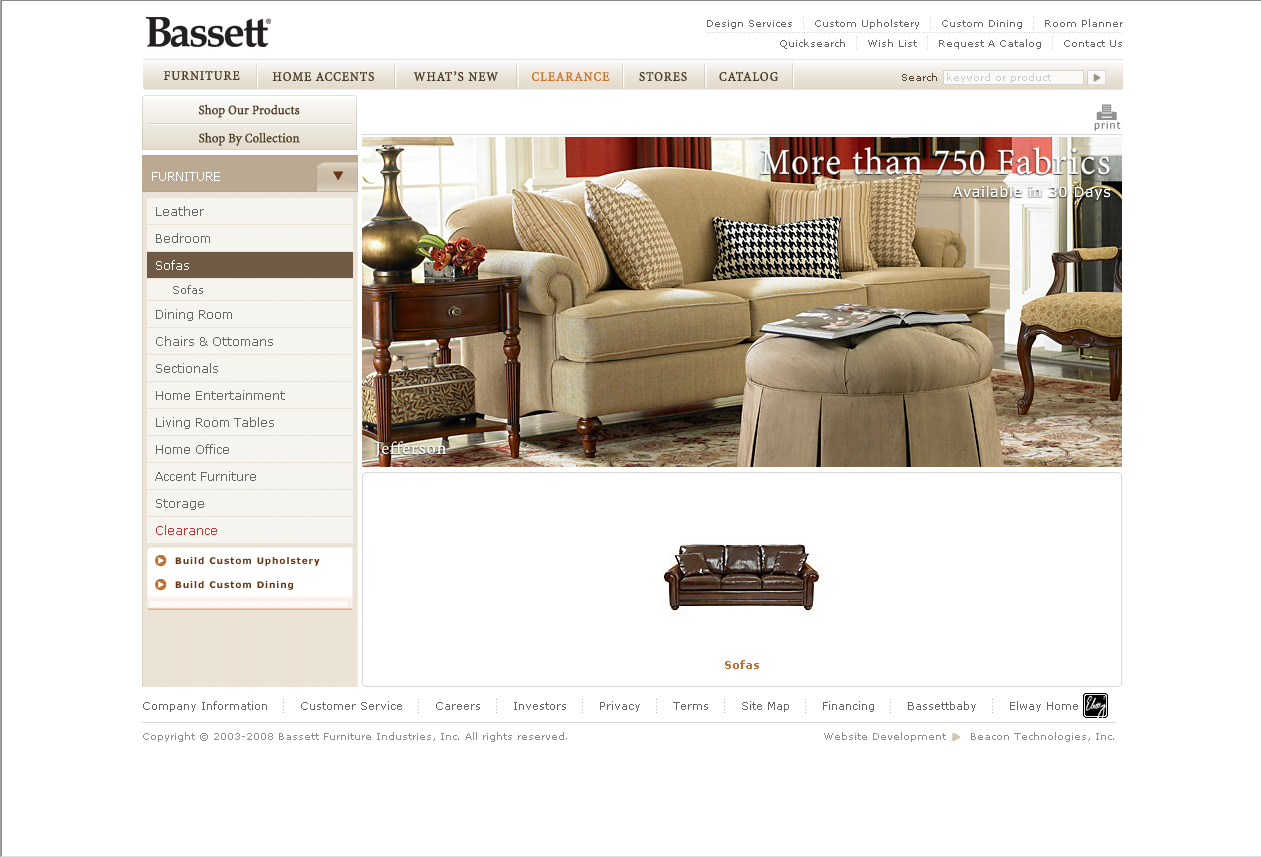 Bassett®
Design Services Custom Upholstery Custom Dining Room Planner
Quicksearch Wish List Request A Catalog Contact Us
FURNITURE HOME ACCENTS WHAT'S NEW CLEARANCE STORES CATALOG Search keyword or product
Shop Our Products
Shop By Collection
print
FURNITURE
Leather
Bedroom
Sofas
Sofas
Dining Room
Chairs & Ottomans
Sectionals
Home Entertainment
Living Room Tables
Home Office
Accent Furniture
Storage
Clearance
Build Custom Upholstery
Build Custom Dining
More than 750 Fabrics
Available in 30 Days
Jefferson
Sofas
Company Information Customer Service Careers Investors Privacy Terms Site Map Financing Bassettbaby Elway Home
Copyright © 2003-2008 Bassett Furniture Industries, Inc. All rights reserved. Website Development Beacon Technologies, Inc.